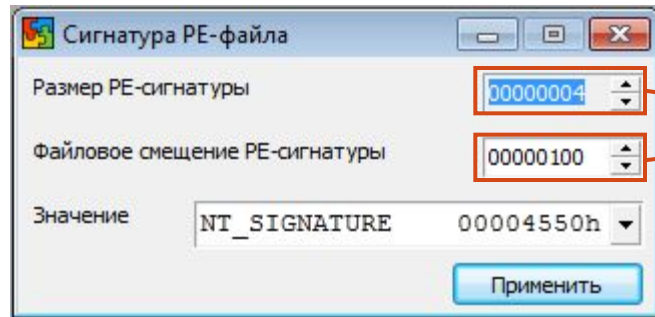 Сигнатура PE-файла
Размер PE-сигнатуры 00000004
Файловое смещение PE-сигнатуры 00000100
Значение NT_SIGNATURE 00004550h
Применить